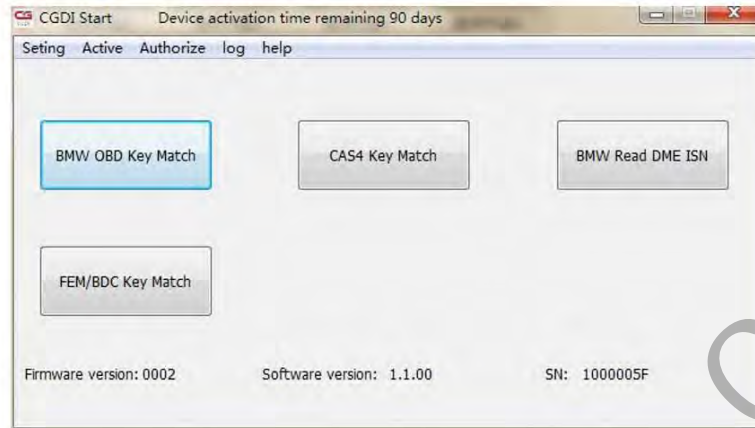 CG CGDI Start Device activation time remaining 90 days
Seting Active Authorize log help
BMW OBD Key Match CAS4 Key Match BMW Read DME ISN
FEM/BDC Key Match
Firmware version: 0002 Software version: 1.1.00 SN: 1000005F